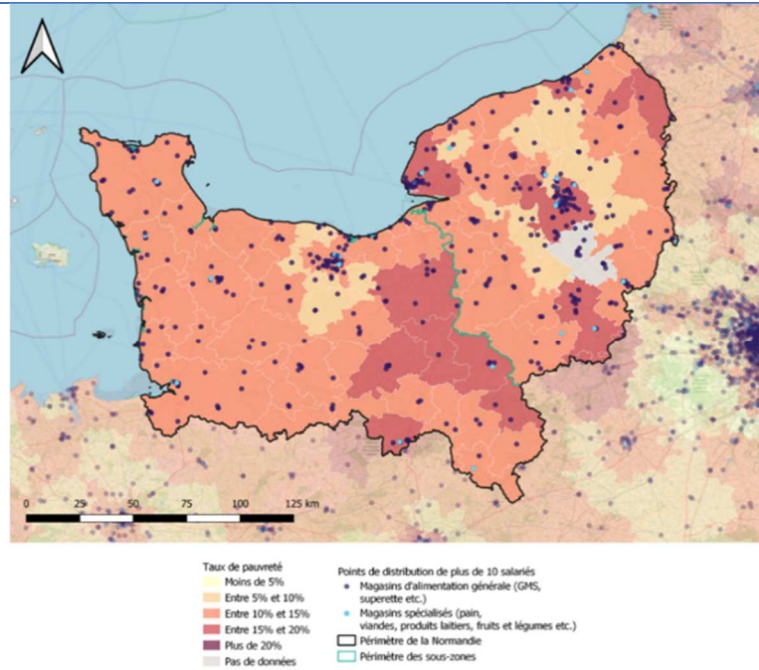 0 25 50 75 100 125 km
Taux de pauvreté
Moins de 5%
Entre 5% et 10%
Entre 10% et 15%
Entre 15% et 20%
Plus de 20%
Pas de données
Points de distribution de plus de 10 salariés
Magasins d'alimentation générale (GMS,
superette etc.)
Magasins spécialisés (pain,
viandes, produits laitiers, fruits et légumes etc.)
Périmètre de la Normandie
Périmètre des sous-zones